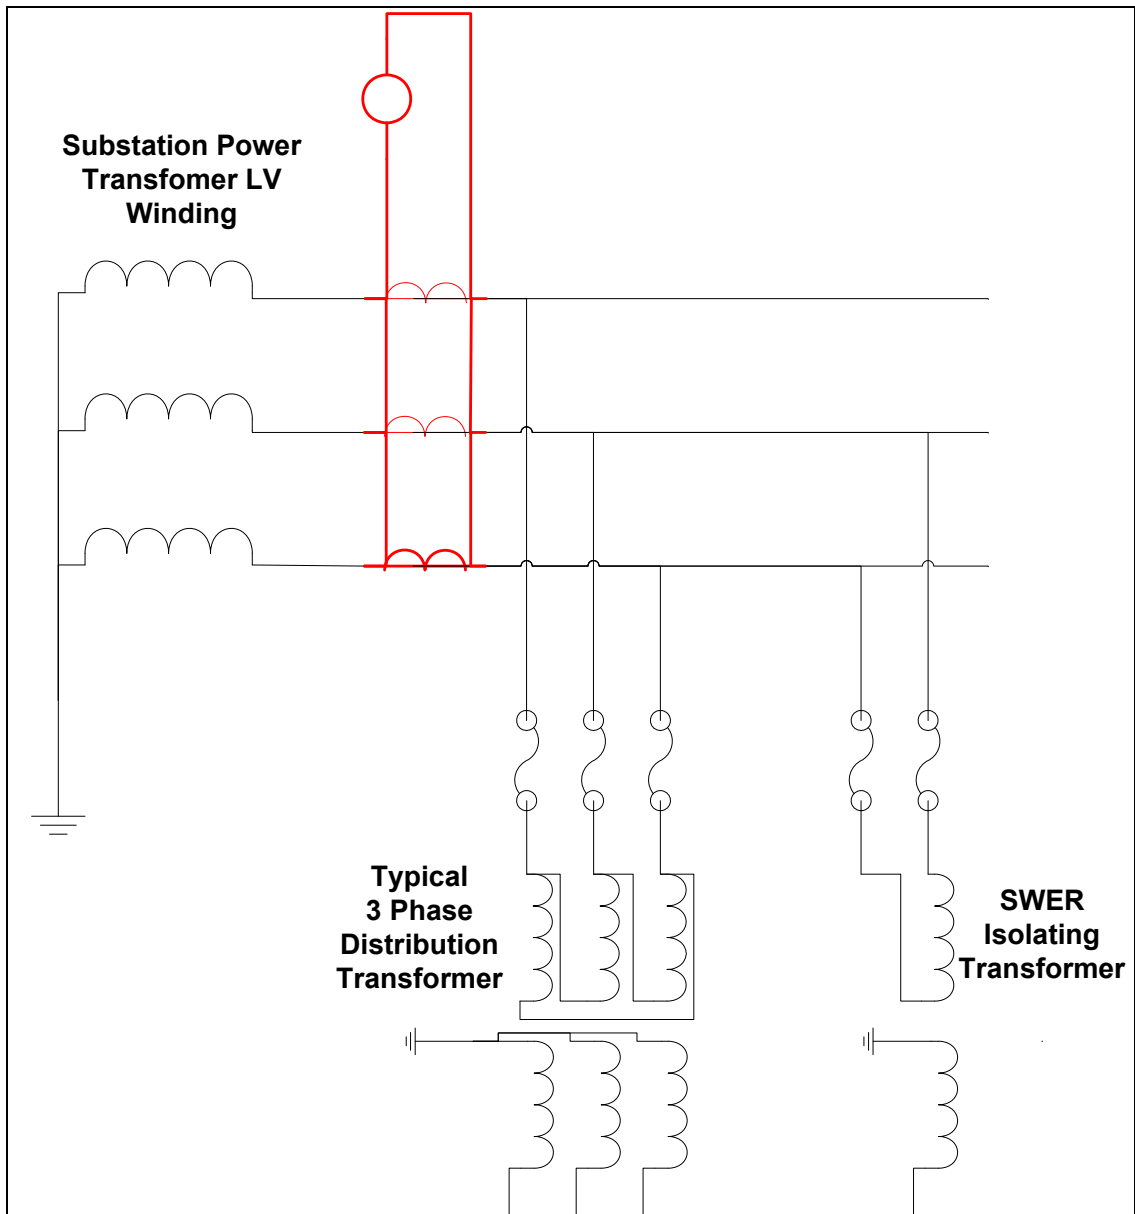 Substation Power
Transfomer LV
Winding
Typical
3 Phase
Distribution
Transformer
SWER
Isolating
Transformer